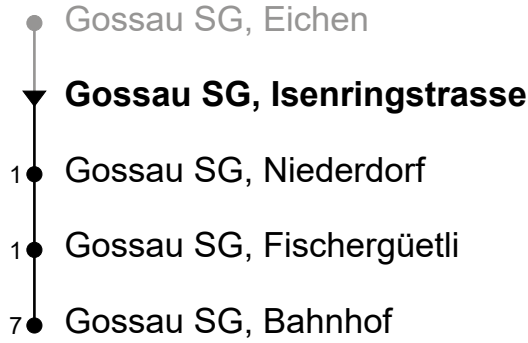 Gossau SG, Eichen
Gossau SG, Isenringstrasse
1 Gossau SG, Niederdorf
1 Gossau SG, Fischergüetli
7 Gossau SG, Bahnhof